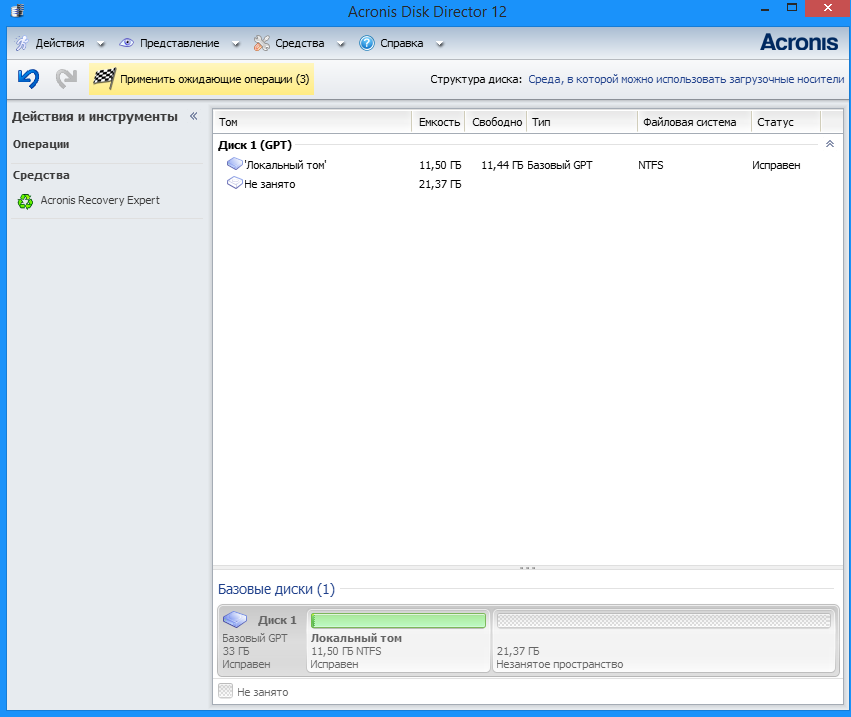 Acronis Disk Director 12
Действия Представление Средства Справка Acronis
Применить ожидающие операции (3) Структура диска: Среда, в которой можно использовать загрузочные носители
Действия и инструменты «
Операции
Средства
Acronis Recovery Expert
Том Емкость Свободно Тип Файловая система Статус
Диск 1 (GPT)
'Локальный том' 11,50 ГБ 11,44 ГБ Базовый GPT NTFS Исправен
Не занято 21,37 ГБ
Базовые диски (1)
Диск 1
Базовый GPT
33 ГБ
Исправен
Локальный том
11,50 ГБ NTFS
Исправен
21,37 ГБ
Незанятое пространство
Не занято